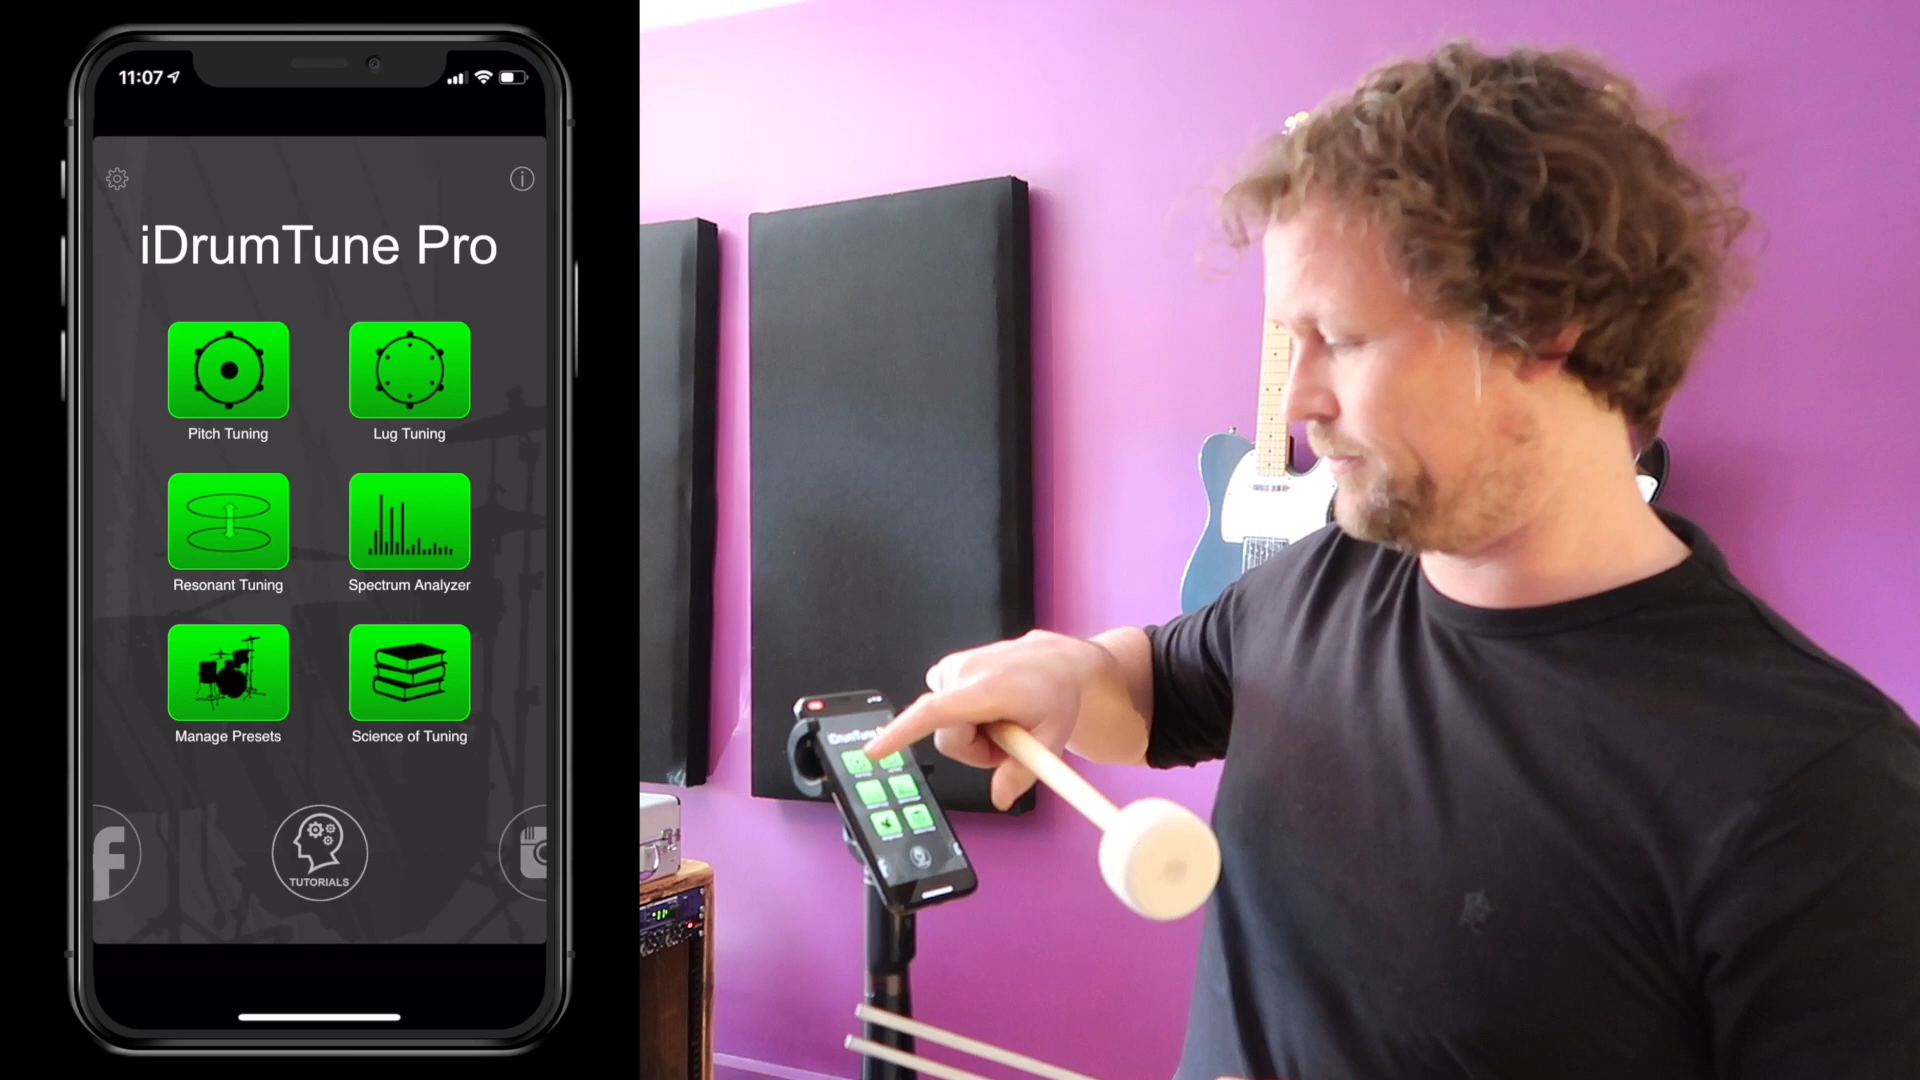 11:07
iDrumTune Pro
Pitch Tuning
Lug Tuning
Resonant Tuning
Spectrum Analyzer
Manage Presets
Science of Tuning
TUTORIALS